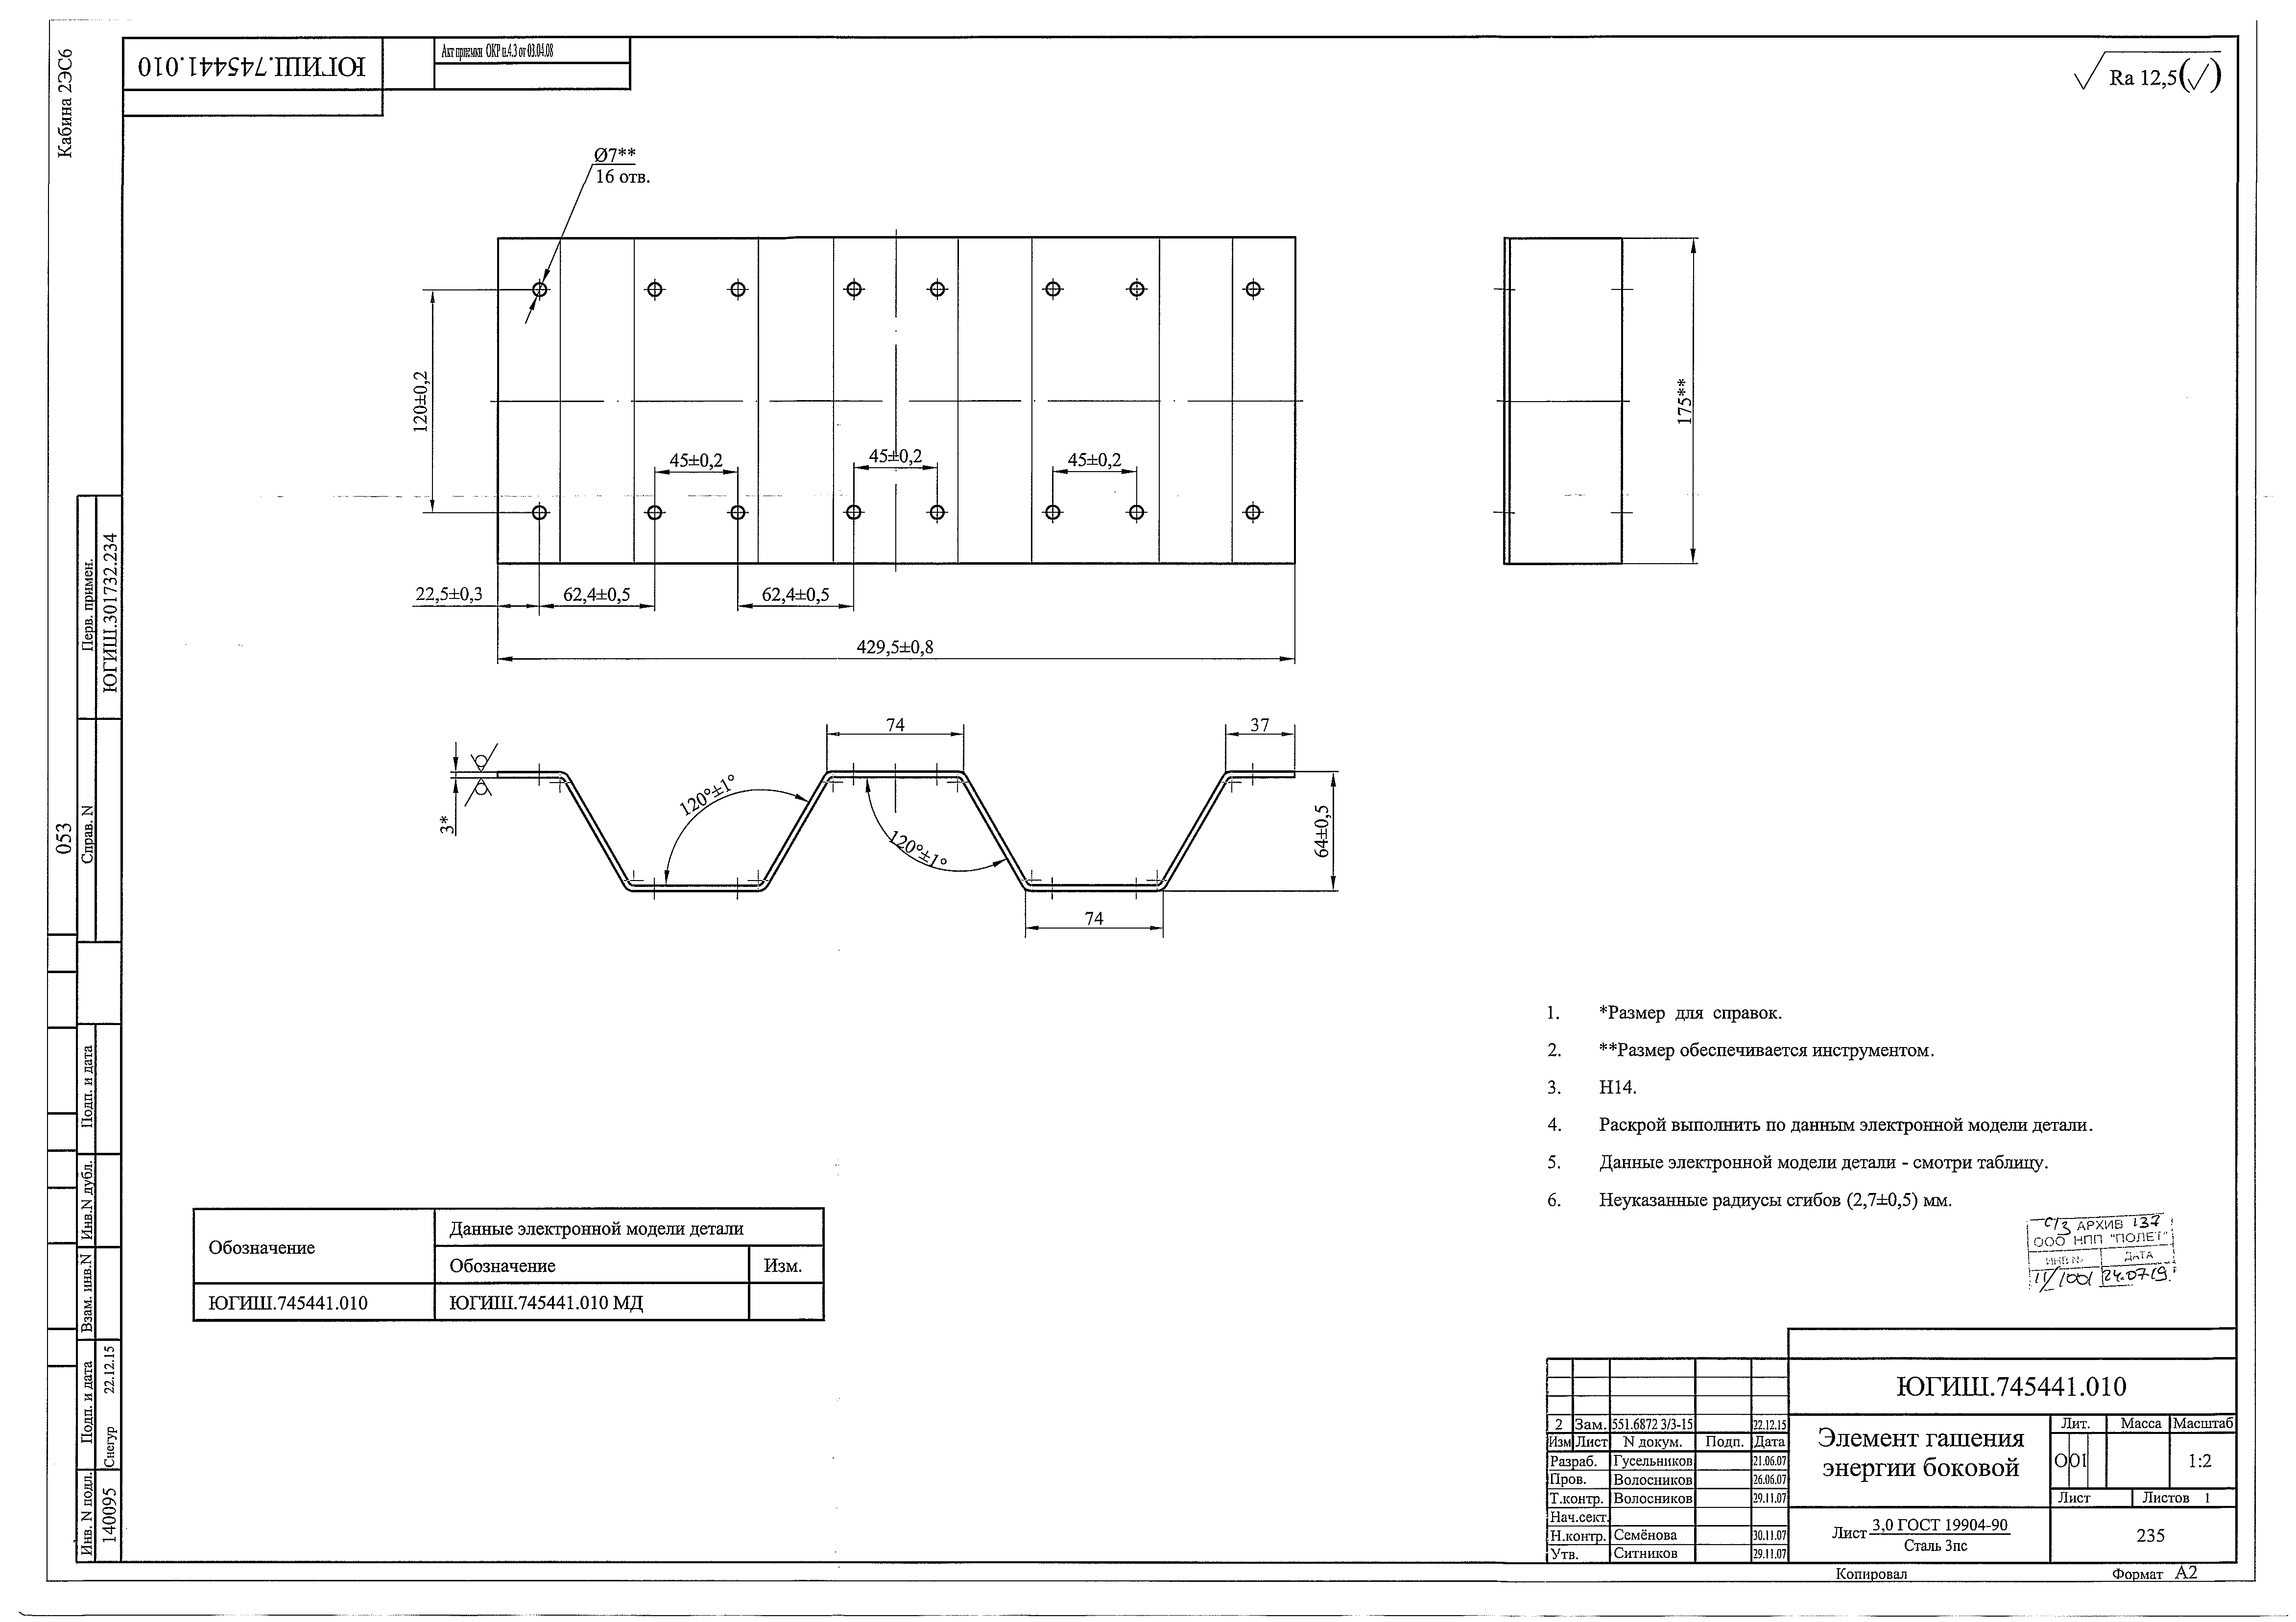 Кабина 2ЭС6
ЮГИШ.745441.010
Акт приемки ОКР п.4.3 от 03.04.08
Ra 12,5(√)
Ø7**
16 отв.
120±0,2
45±0,2
45±0,2
45±0,2
175**
22,5±0,3
62,4±0,5
62,4±0,5
429,5±0,8
74
37
3*
120°±1°
120°±1°
64±0,5
74
1. *Размер для справок.
2. **Размер обеспечивается инструментом.
3. H14.
4. Раскрой выполнить по данным электронной модели детали.
5. Данные электронной модели детали - смотри таблицу.
6. Неуказанные радиусы сгибов (2,7±0,5) мм.
Обозначение
Данные электронной модели детали
Обозначение Изм.
ЮГИШ.745441.010 ЮГИШ.745441.010 МД
С/З АРХИВ 137
ООО НПП "ПОЛЕТ"
ИНВ № ДАТА
11/1001 24.07.19.
Перв. примен.
ЮГИШ.301732.234
053
Справ. N
Подп. и дата
Инв.N дубл.
Взам. инв.N
Подп. и дата
Снегур 22.12.15
Инв. N подл.
140095
ЮГИШ.745441.010
2 Зам. 551.6872 3/3-15 22.12.15
Изм Лист N докум. Подп. Дата
Разраб. Гусельников 21.06.07
Пров. Волосников 26.06.07
Т.контр. Волосников 29.11.07
Нач.сект.
Н.контр. Семёнова 30.11.07
Утв. Ситников 29.11.07
Элемент гашения
энергии боковой
Лит. Масса Масштаб
О О1 1:2
Лист Листов 1
Лист 3,0 ГОСТ 19904-90
Сталь 3пс
235
Копировал Формат А2